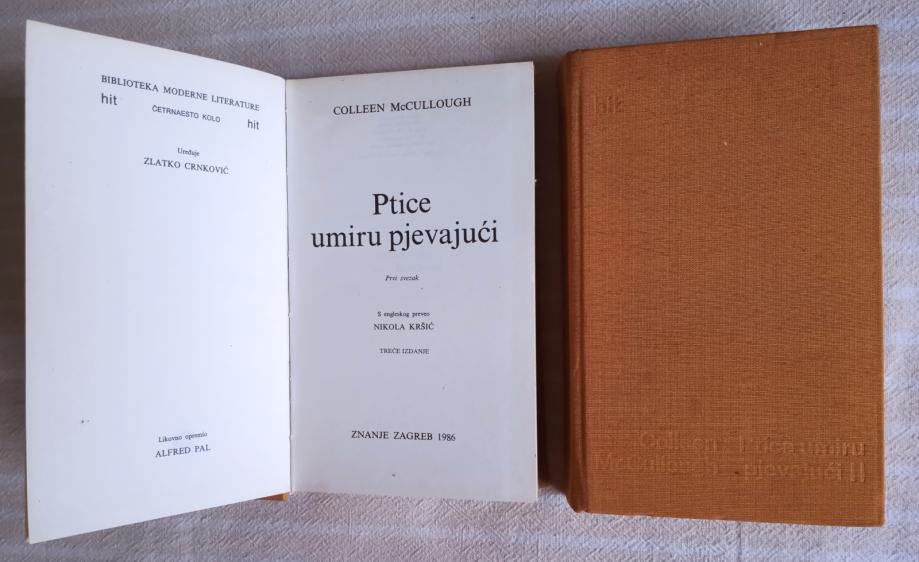 BIBLIOTEKA MODERNE LITERATURE
hit
ČETRNAESTO KOLO
hit
Uređuje
ZLATKO CRNKOVIĆ
Likovno opremio
ALFRED PAL
COLLEEN McCULLOUGH
Ptice
umiru pjevajući
Prvi svezak
S engleskog preveo
NIKOLA KRŠIĆ
TREĆE IZDANJE
ZNANJE ZAGREB 1986
hit
Colleen Ptice umiru
McCullough pjevajući II